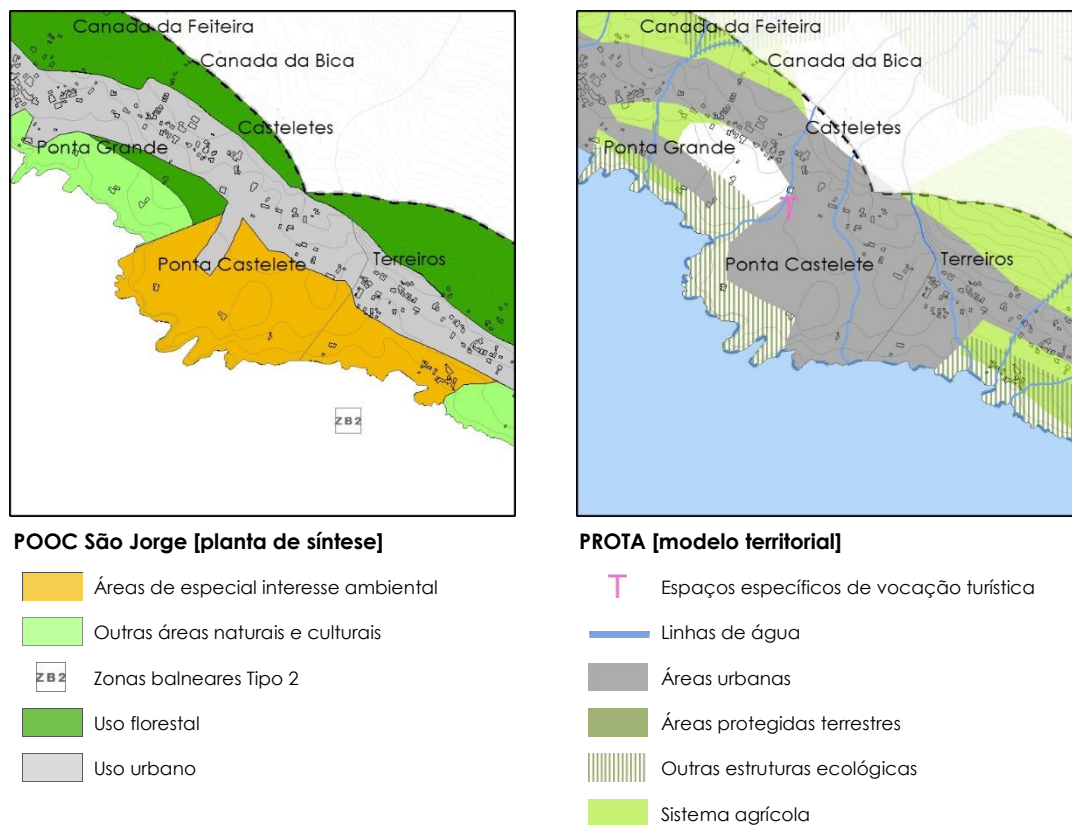 Canada da Feiteira
Canada da Bica
Casteletes
Ponta Grande
Ponta Castelete
Terreiros
ZB2
Canada da Feiteira
Canada da Bica
Casteletes
Ponta Grande
T
Ponta Castelete
Terreiros
POOC São Jorge [planta de síntese]
Áreas de especial interesse ambiental
Outras áreas naturais e culturais
ZB2 Zonas balneares Tipo 2
Uso florestal
Uso urbano
PROTA [modelo territorial]
T Espaços específicos de vocação turística
Linhas de água
Áreas urbanas
Áreas protegidas terrestres
Outras estruturas ecológicas
Sistema agrícola